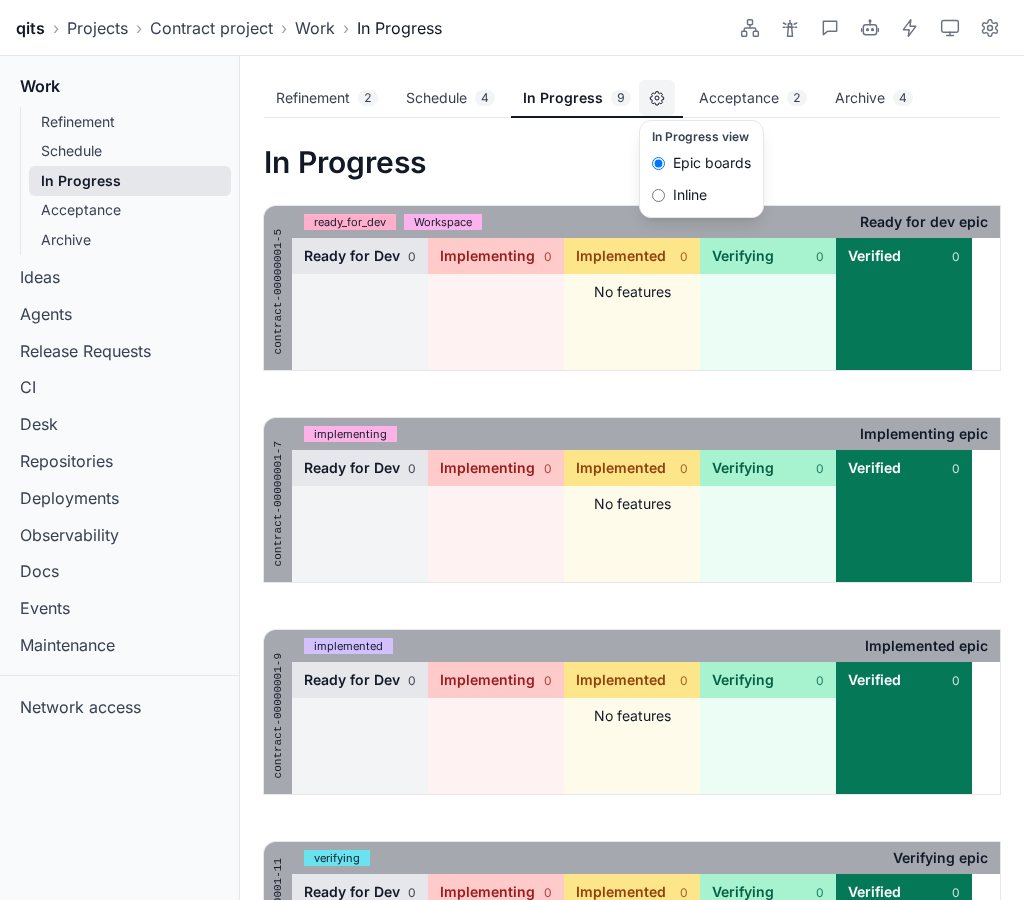 qits › Projects › Contract project › Work › In Progress
Work
Refinement
Schedule
In Progress
Acceptance
Archive
Ideas
Agents
Release Requests
CI
Desk
Repositories
Deployments
Observability
Docs
Events
Maintenance
Network access
Refinement 2 Schedule 4 In Progress 9 Acceptance 2 Archive 4
In Progress view
Epic boards
Inline
In Progress
contract-00000001-5
ready_for_dev Workspace Ready for dev epic
Ready for Dev 0 Implementing 0 Implemented 0 Verifying 0 Verified 0
No features
contract-00000001-7
implementing Implementing epic
Ready for Dev 0 Implementing 0 Implemented 0 Verifying 0 Verified 0
No features
contract-00000001-9
implemented Implemented epic
Ready for Dev 0 Implementing 0 Implemented 0 Verifying 0 Verified 0
No features
001-11
verifying Verifying epic
Ready for Dev 0 Implementing 0 Implemented 0 Verifying 0 Verified 0